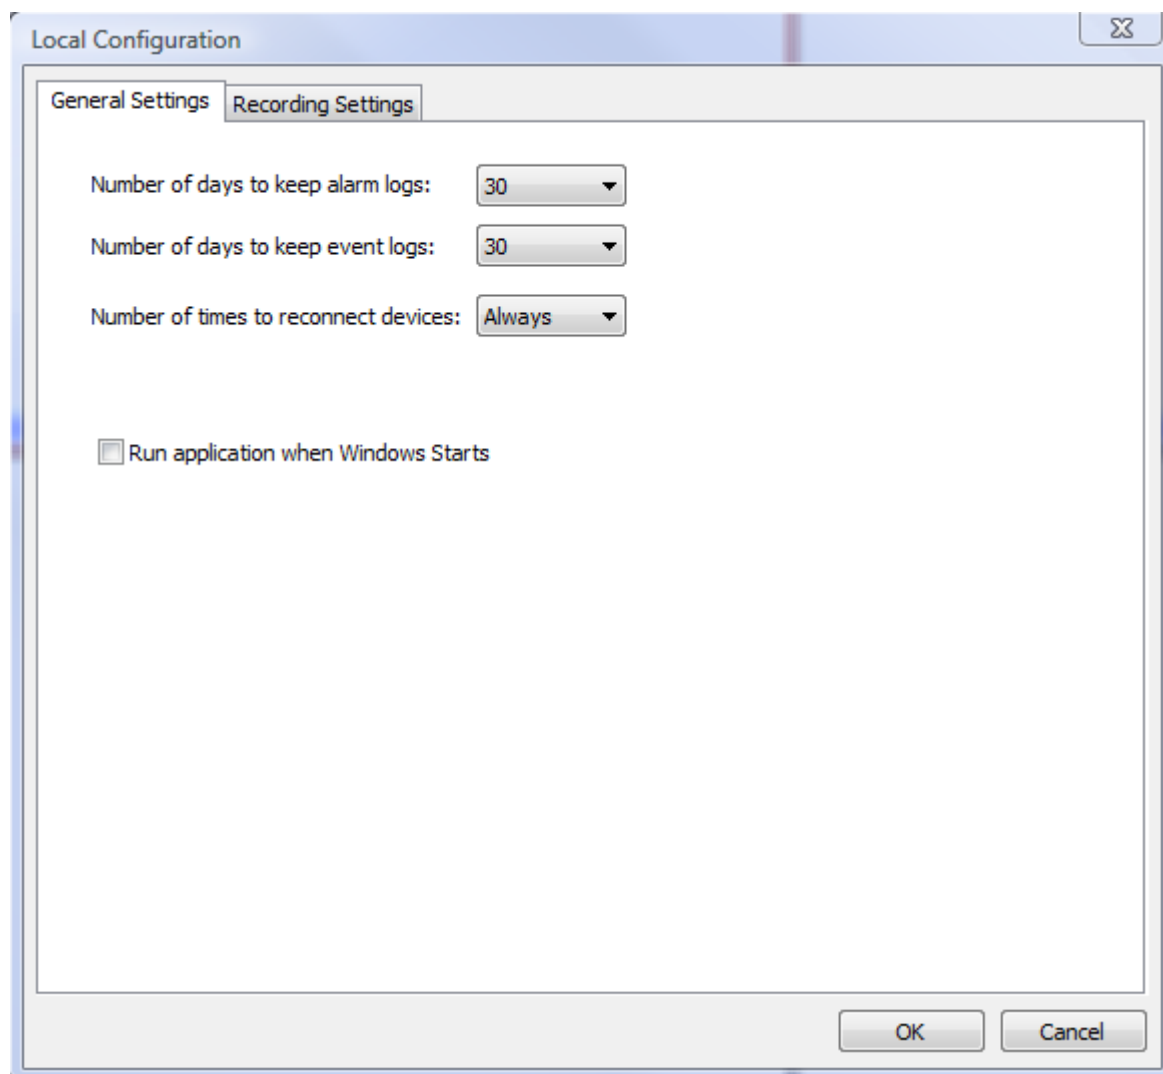 Local Configuration
General Settings Recording Settings
Number of days to keep alarm logs: 30
Number of days to keep event logs: 30
Number of times to reconnect devices: Always
Run application when Windows Starts
OK Cancel